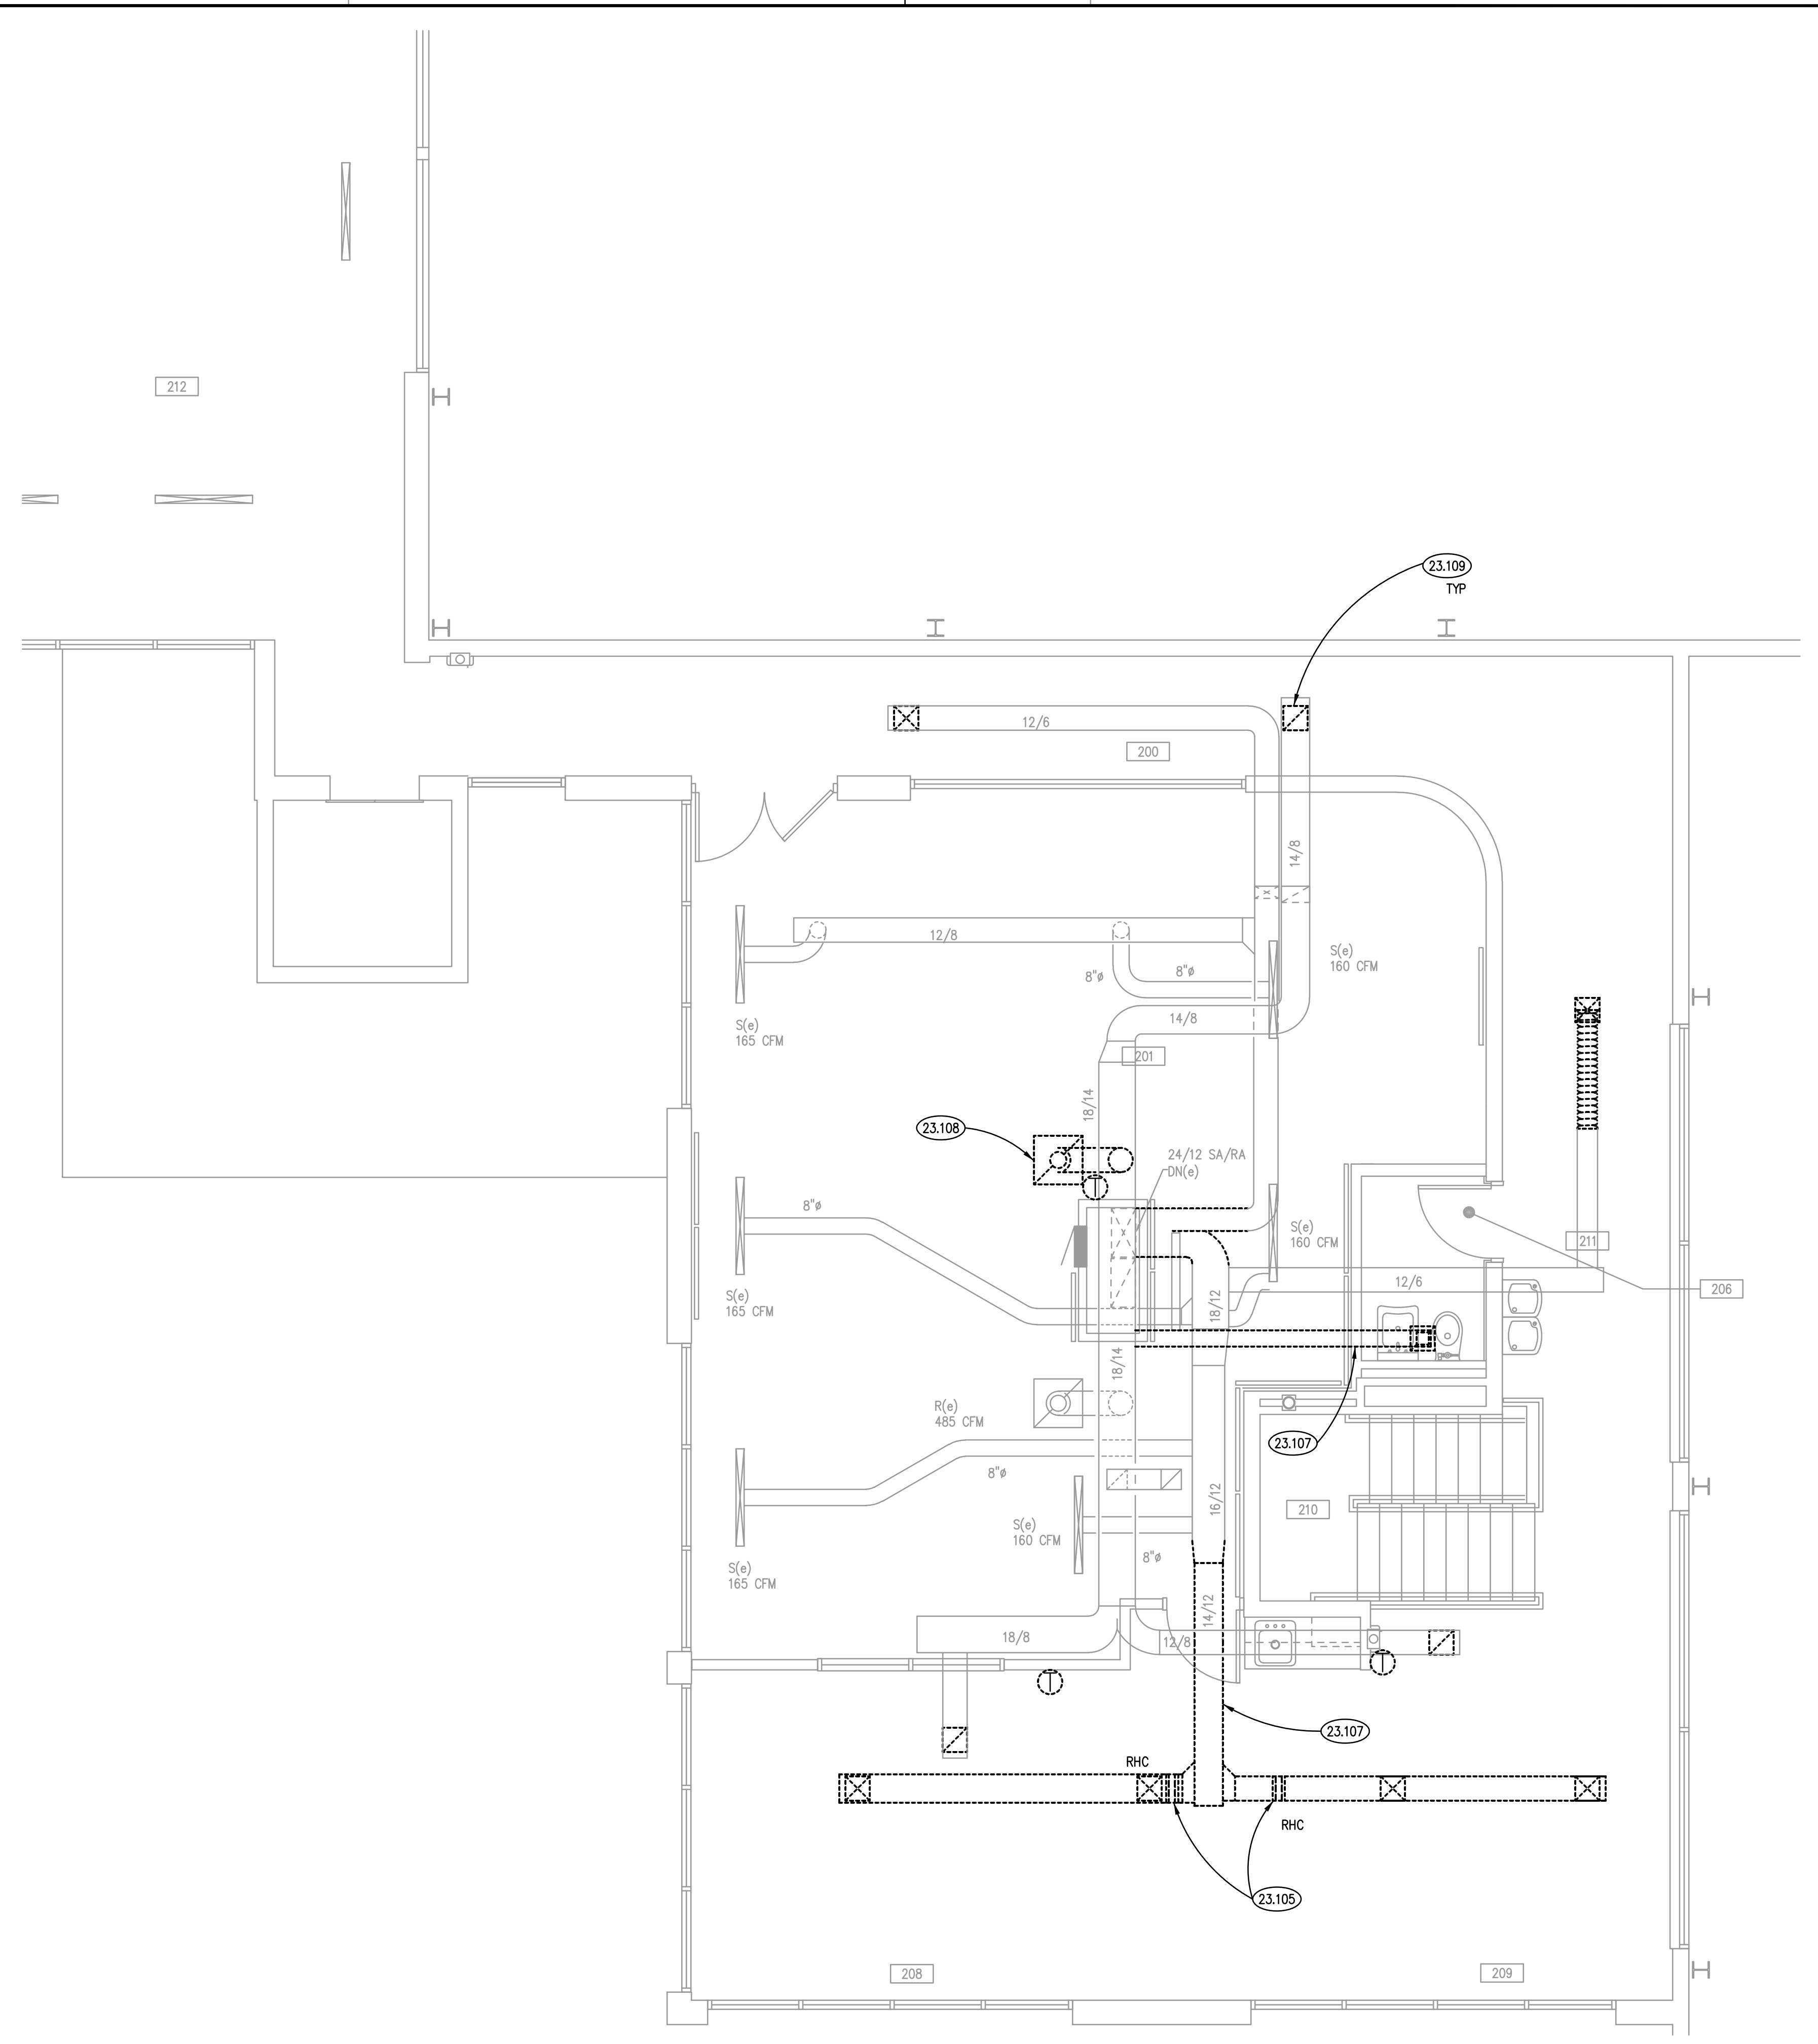 212
23.109
TYP
12/6
200
14/8
12/8
S(e)
160 CFM
8"ø
8"ø
S(e)
165 CFM
14/8
201
18/14
23.108
24/12 SA/RA
DN(e)
8"ø
S(e)
160 CFM
211
12/6
206
S(e)
165 CFM
18/12
18/14
R(e)
485 CFM
23.107
8"ø
16/12
210
S(e)
160 CFM
8"ø
S(e)
165 CFM
14/12
18/8
12/8
T
T
T
23.107
RHC
RHC
23.105
208
209